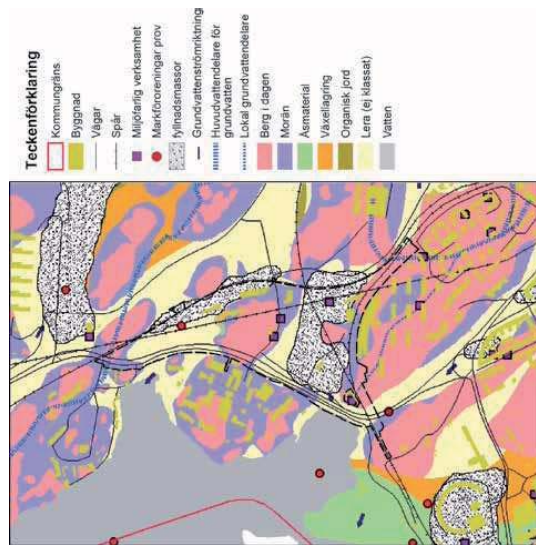 Teckenförklaring
Kommungräns
Byggnad
Vägar
Spår
Miljöfarlig verksamhet
Markföroreningar prov
fyllnadsmassor
Grundvattenströmriktning
Huvudvattendelare för
grundvatten
Lokal grundvattendelare
Berg i dagen
Morän
Åsmaterial
Växellagring
Organisk jord
Lera (ej klassat)
Vatten